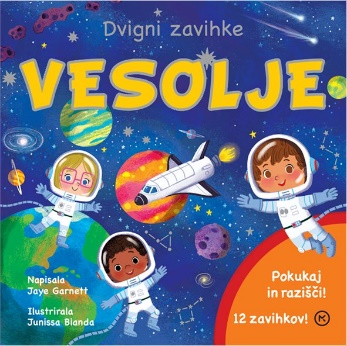 Dvigni zavihke
VESOLJE
Napisala
Jaye Garnett
Ilustrirala
Junissa Bianda
Pokukaj
in razišči!
12 zavihkov!